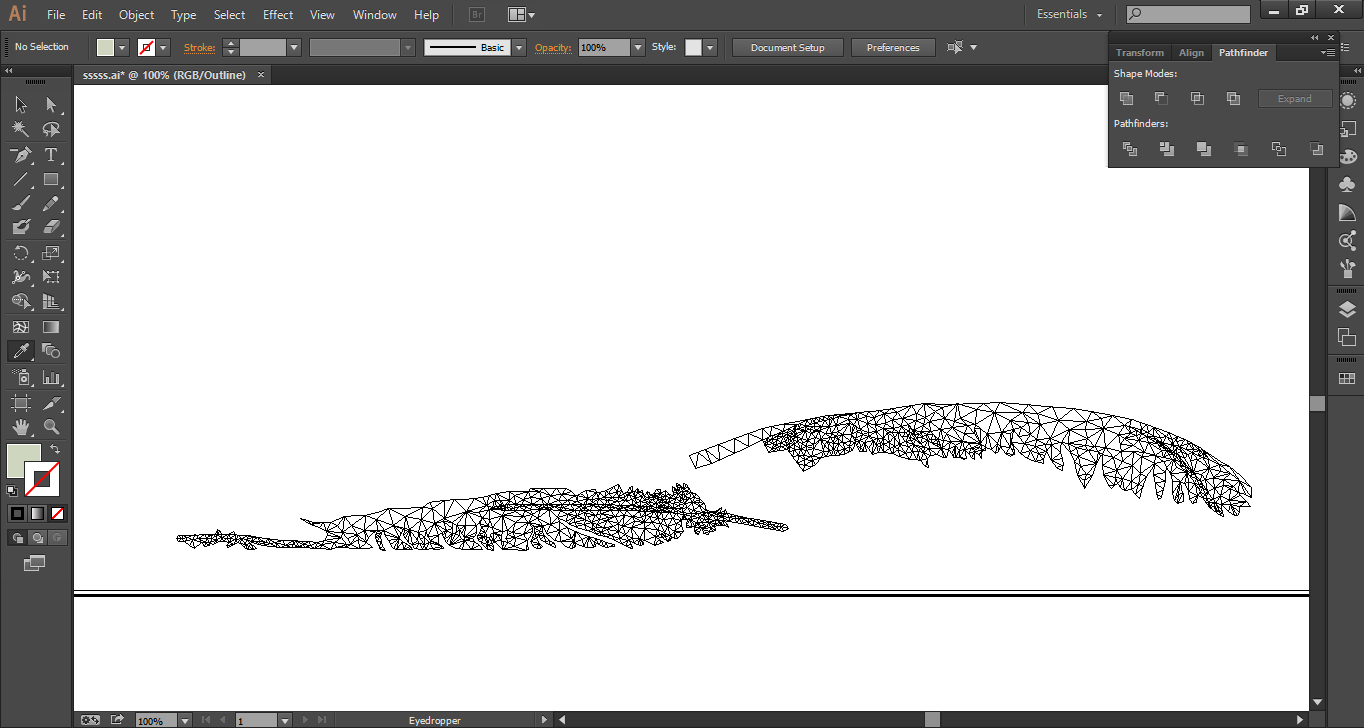 Ai File Edit Object Type Select Effect View Window Help Br Essentials
No Selection Stroke: Basic Opacity: 100% Style: Document Setup Preferences
Transform Align Pathfinder
sssss.ai* @ 100% (RGB/Outline) ×
Shape Modes:
Expand
Pathfinders:
T
100% 1 Eyedropper